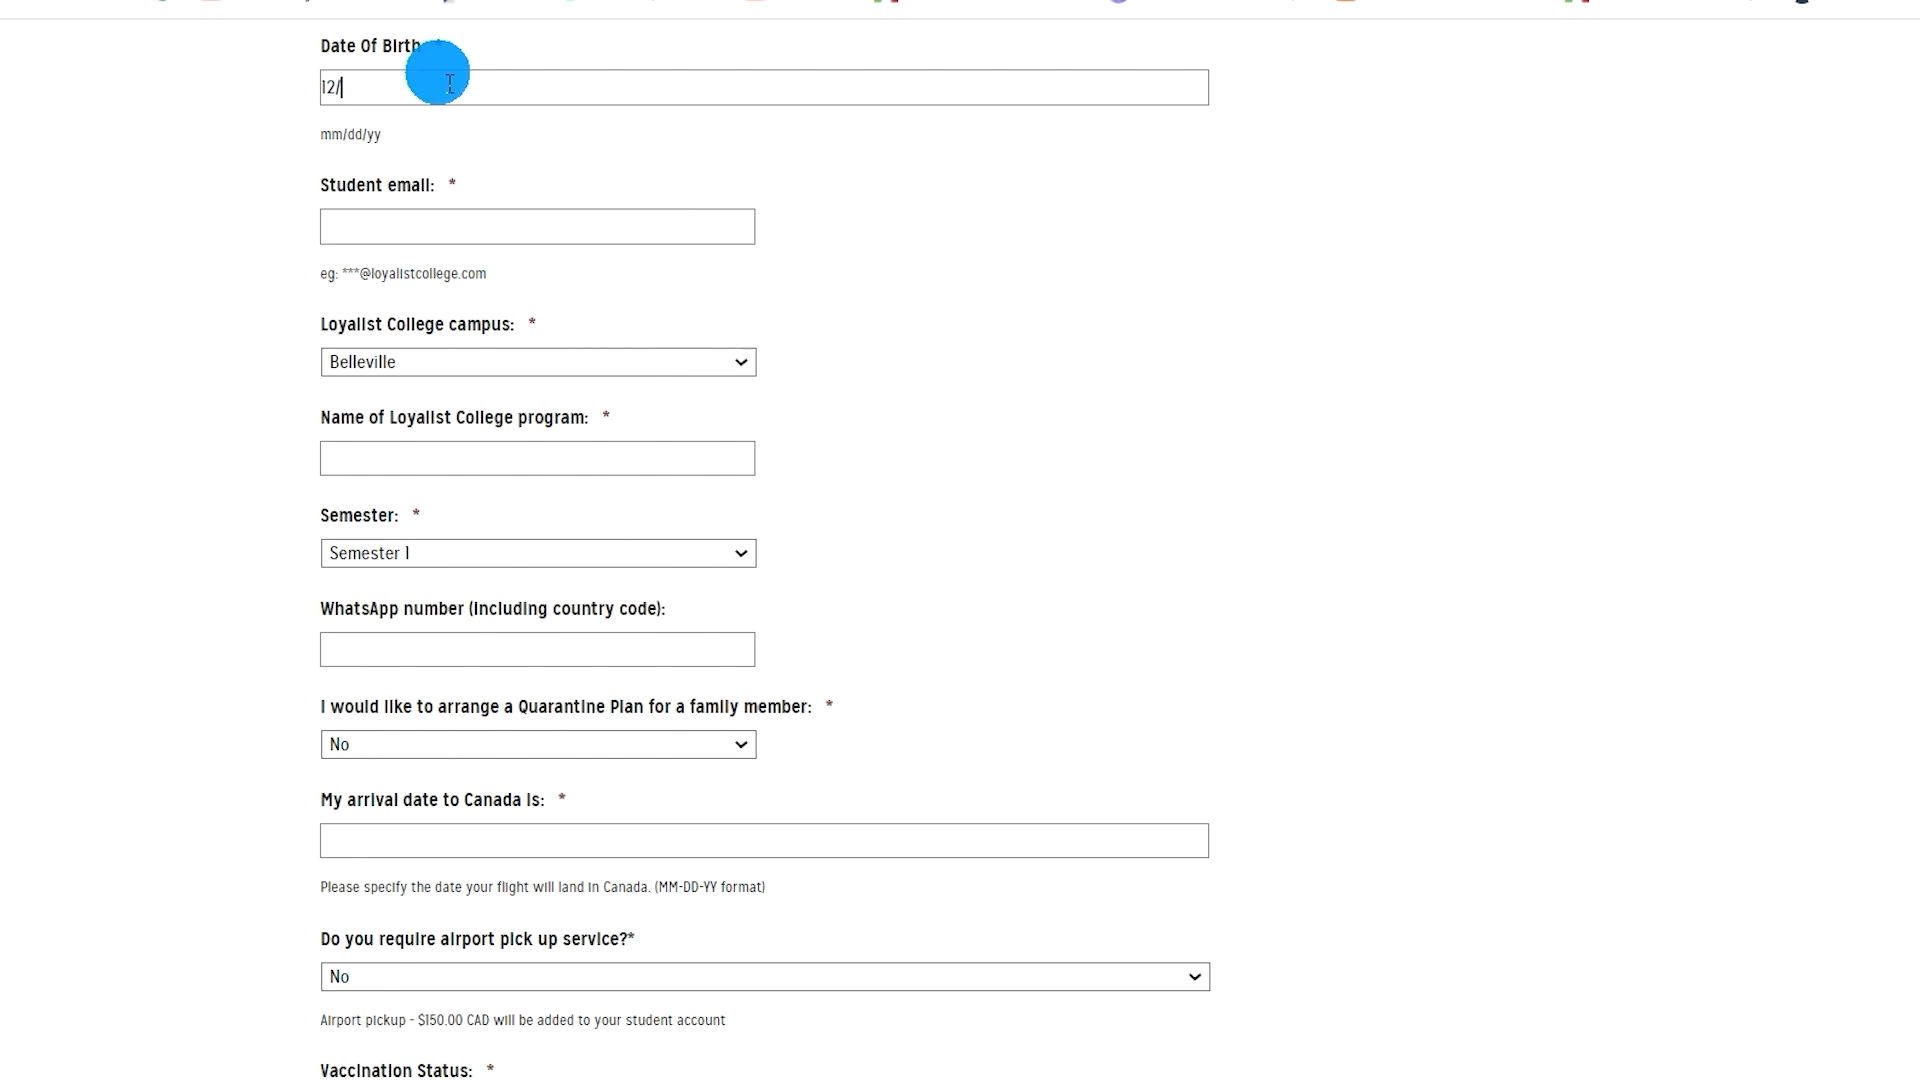 Date Of Birth *
12/
mm/dd/yy
Student email: *
eg: ***@loyalistcollege.com
Loyalist College campus: *
Belleville
Name of Loyalist College program: *
Semester: *
Semester 1
WhatsApp number (including country code):
I would like to arrange a Quarantine Plan for a family member: *
No
My arrival date to Canada is: *
Please specify the date your flight will land in Canada. (MM-DD-YY format)
Do you require airport pick up service?*
No
Airport pickup - $150.00 CAD will be added to your student account
Vaccination Status: *